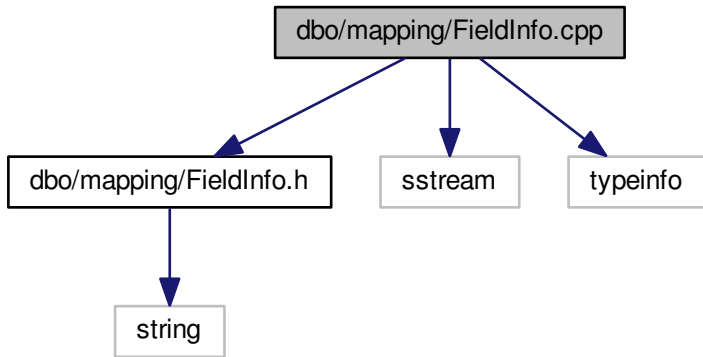 dbo/mapping/FieldInfo.cpp
dbo/mapping/FieldInfo.h
sstream
typeinfo
string